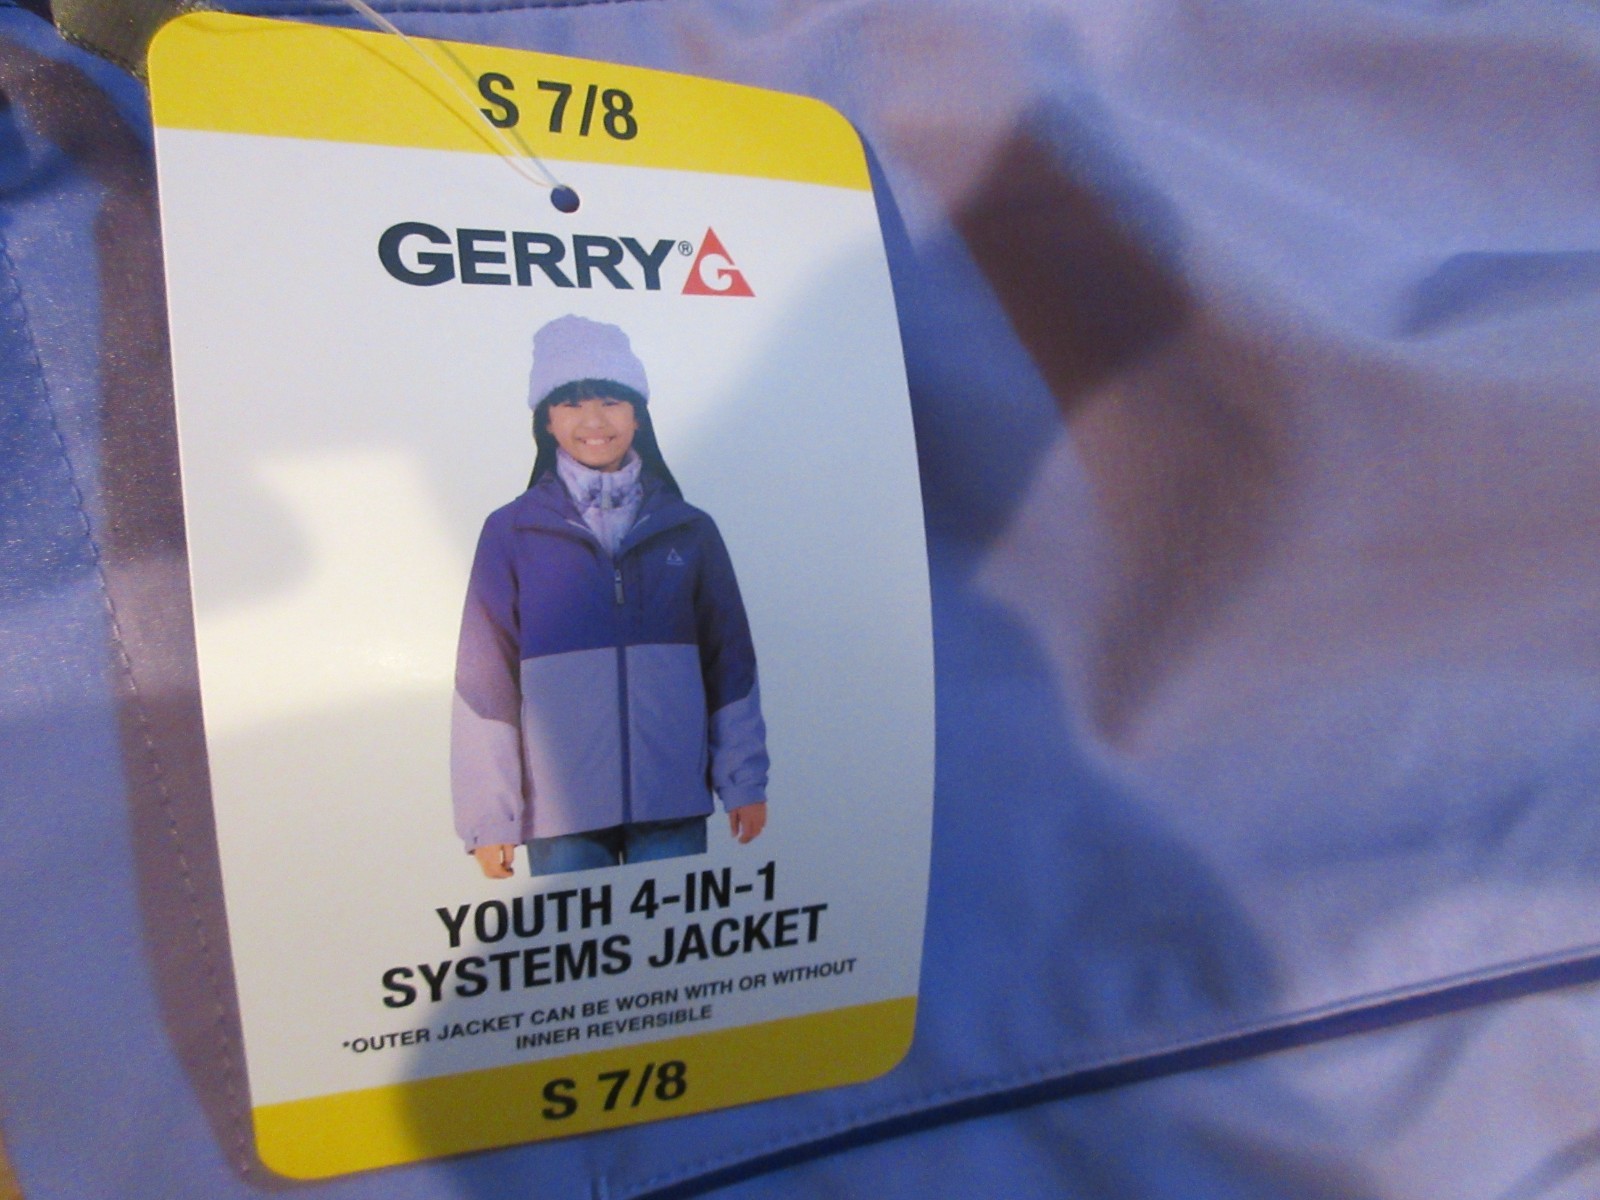 S 7/8
GERRY® G
YOUTH 4-IN-1
SYSTEMS JACKET
*OUTER JACKET CAN BE WORN WITH OR WITHOUT
INNER REVERSIBLE
S 7/8